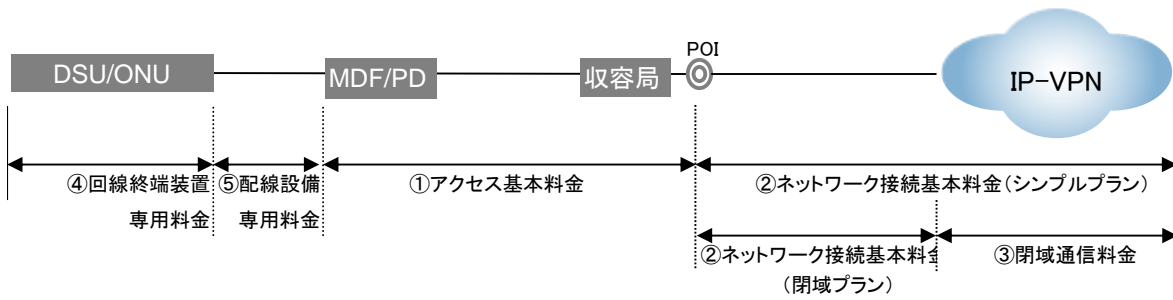 POI
DSU/ONU
MDF/PD
収容局
IP-VPN
④回線終端装置
専用料金
⑤配線設備
専用料金
①アクセス基本料金
②ネットワーク接続基本料金(シンプルプラン)
②ネットワーク接続基本料金
(閉域プラン)
③閉域通信料金